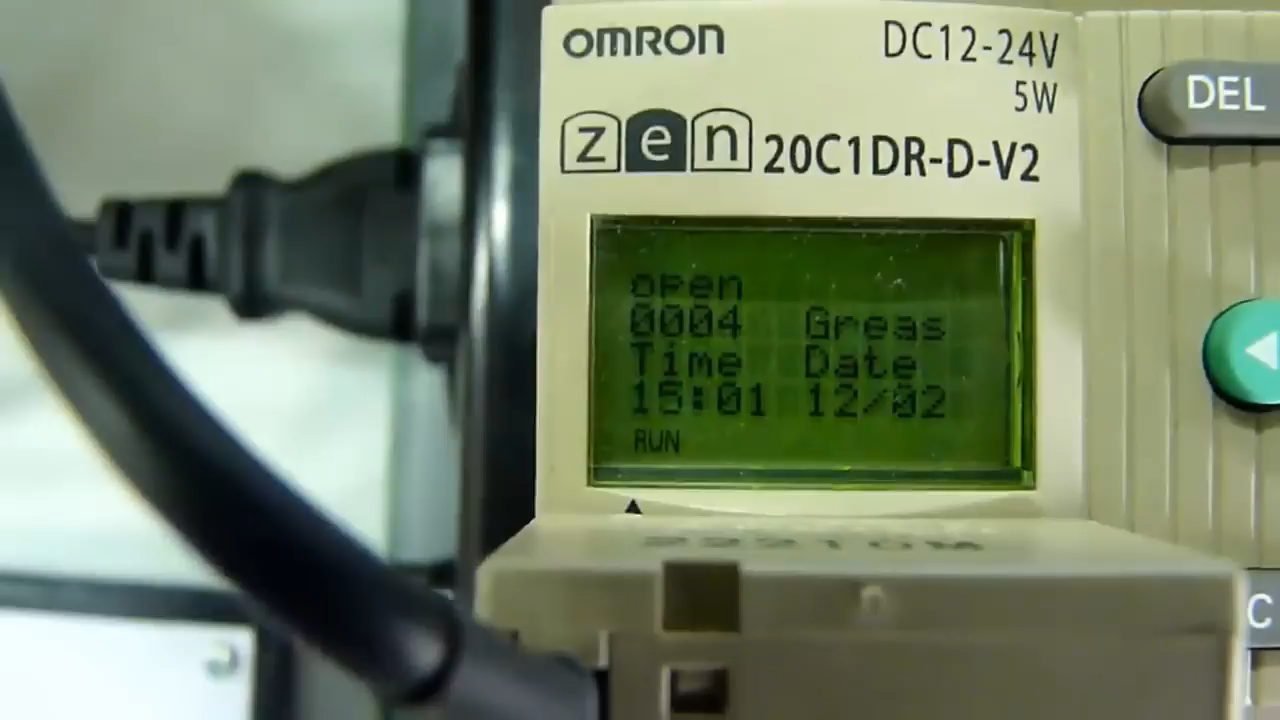 OMRON
DC12-24V
5W
zen 20C1DR-D-V2
DEL
open
0004 Greas
Time Date
15:01 12/02
RUN
C